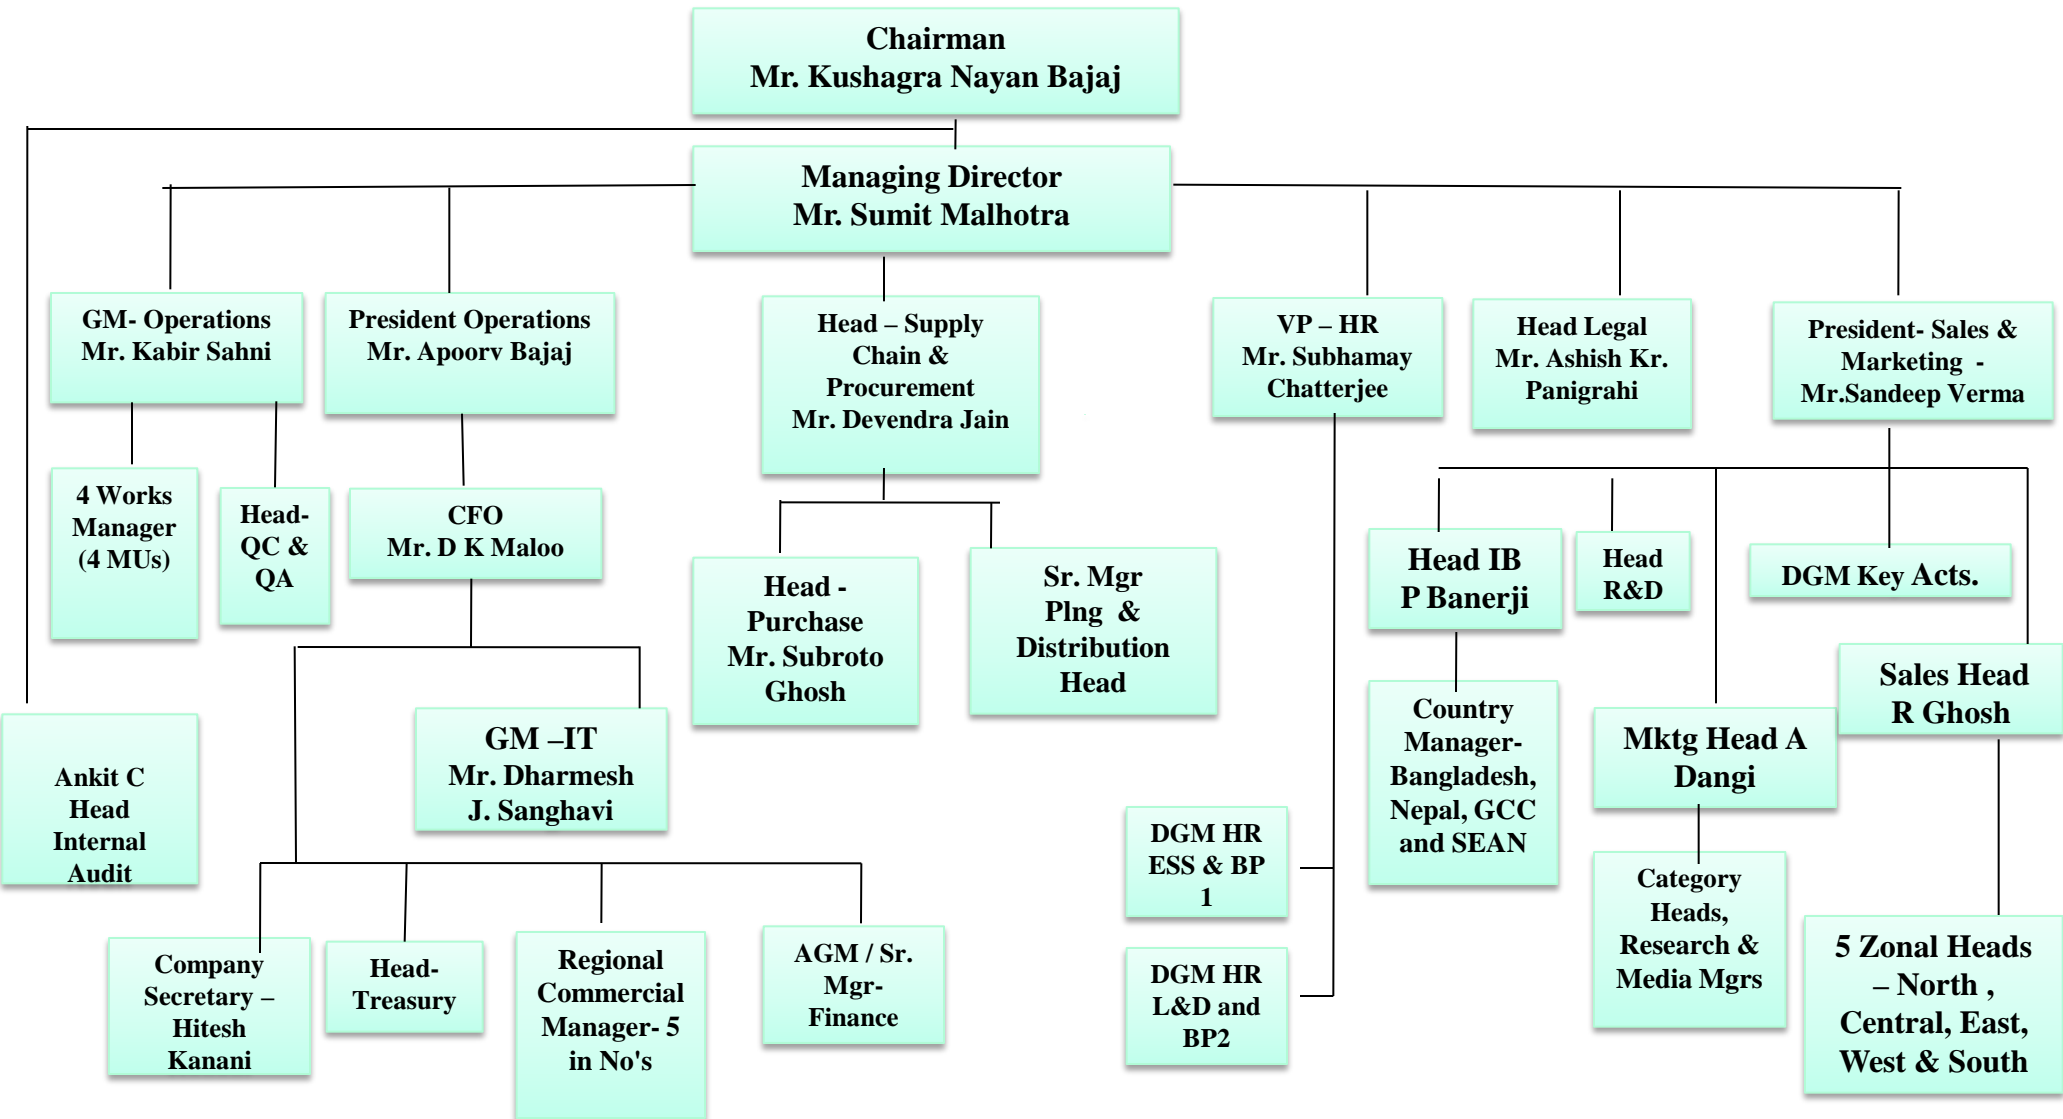 Chairman
Mr. Kushagra Nayan Bajaj
Managing Director
Mr. Sumit Malhotra
GM- Operations
Mr. Kabir Sahni
President Operations
Mr. Apoorv Bajaj
Head – Supply
Chain &
Procurement
Mr. Devendra Jain
VP – HR
Mr. Subhamay
Chatterjee
Head Legal
Mr. Ashish Kr.
Panigrahi
President- Sales &
Marketing -
Mr.Sandeep Verma
4 Works
Manager
(4 MUs)
Head-
QC &
QA
CFO
Mr. D K Maloo
Head -
Purchase
Mr. Subroto
Ghosh
Sr. Mgr
Plng &
Distribution
Head
Head IB
P Banerji
Head
R&D
DGM Key Acts.
Sales Head
R Ghosh
Ankit C
Head
Internal
Audit
GM –IT
Mr. Dharmesh
J. Sanghavi
Country
Manager-
Bangladesh,
Nepal, GCC
and SEAN
Mktg Head A
Dangi
DGM HR
ESS & BP
1
Category
Heads,
Research &
Media Mgrs
Company
Secretary –
Hitesh
Kanani
Head-
Treasury
Regional
Commercial
Manager- 5
in No's
AGM / Sr.
Mgr-
Finance
DGM HR
L&D and
BP2
5 Zonal Heads
– North ,
Central, East,
West & South